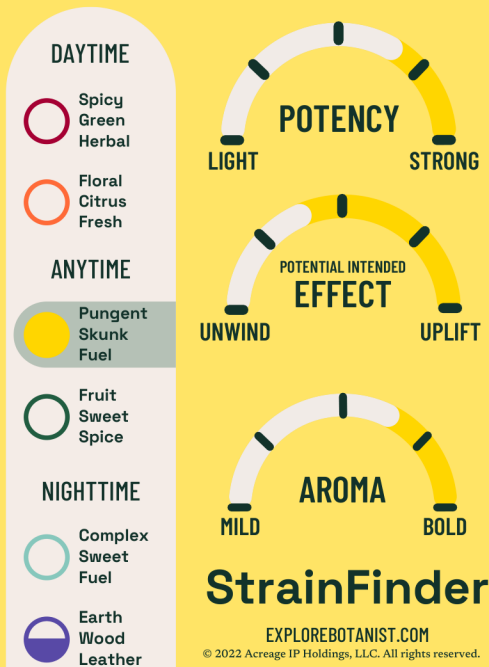 DAYTIME
Spicy
Green
Herbal
Floral
Citrus
Fresh
ANYTIME
Pungent
Skunk
Fuel
Fruit
Sweet
Spice
NIGHTTIME
Complex
Sweet
Fuel
Earth
Wood
Leather
POTENCY
LIGHT
STRONG
POTENTIAL INTENDED
EFFECT
UNWIND
UPLIFT
AROMA
MILD
BOLD
StrainFinder
EXPLOREBOTANIST.COM
© 2022 Acreage IP Holdings, LLC. All rights reserved.